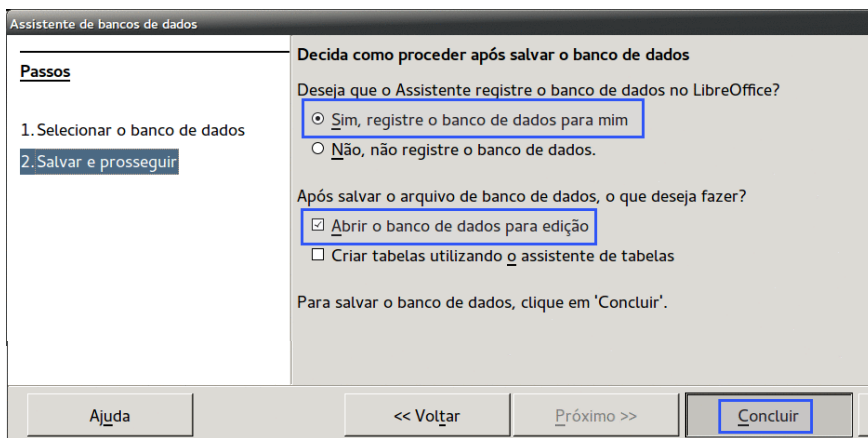 Assistente de bancos de dados
Passos
1. Selecionar o banco de dados
2. Salvar e prosseguir
Decida como proceder após salvar o banco de dados
Deseja que o Assistente registre o banco de dados no LibreOffice?
Sim, registre o banco de dados para mim
Não, não registre o banco de dados.
Após salvar o arquivo de banco de dados, o que deseja fazer?
Abrir o banco de dados para edição
Criar tabelas utilizando o assistente de tabelas
Para salvar o banco de dados, clique em 'Concluir'.
Ajuda
<< Voltar
Próximo >>
Concluir